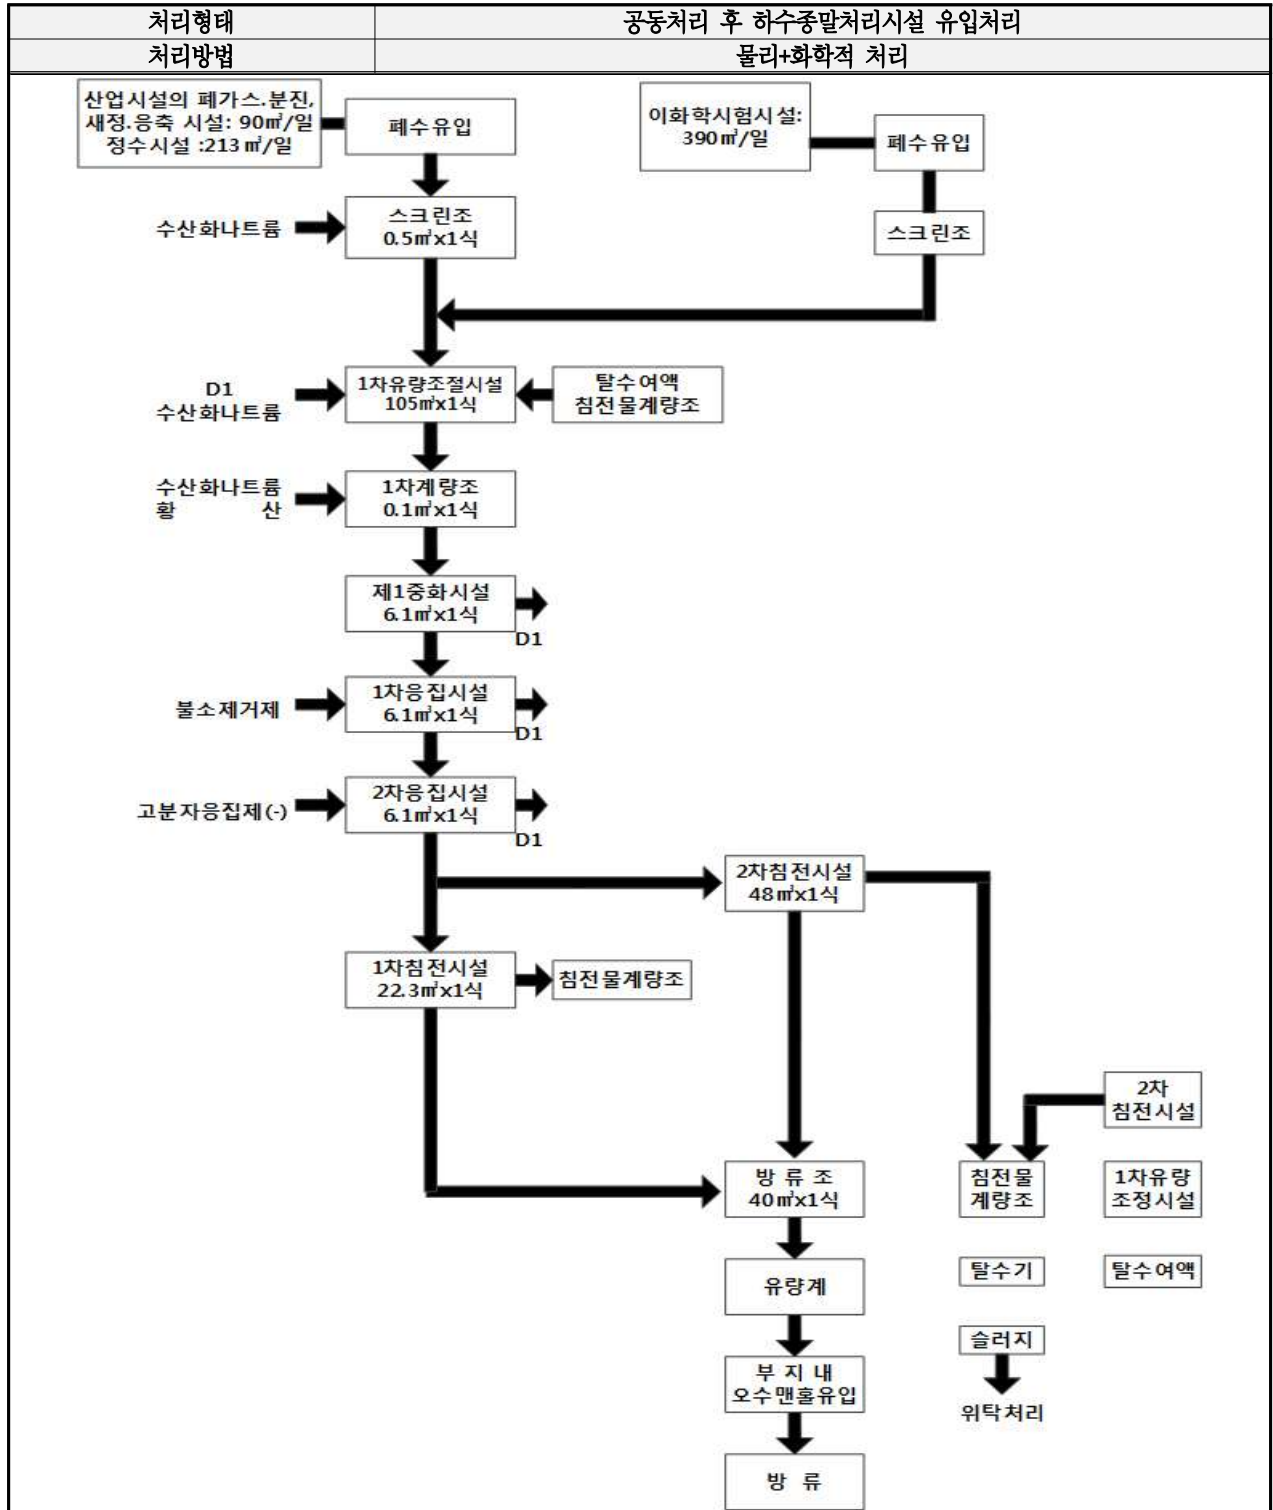 처리형태
공동처리 후 하수종말처리시설 유입처리
처리방법
물리+화학적 처리
산업시설의 폐가스.분진,
새정.응축 시설: 90㎥/일
정수시설 :213㎥/일
폐수유입
이화학시험시설:
390㎥/일
폐수유입
수산화나트륨
스크린조
0.5㎥x1식
스크린조
D1
수산화나트륨
1차유량조절시설
105㎥x1식
탈수여액
침전물계량조
수산화나트륨
황 산
1차계량조
0.1㎥x1식
제1중화시설
6.1㎥x1식
D1
불소제거제
1차응집시설
6.1㎥x1식
D1
고분자응집제(-)
2차응집시설
6.1㎥x1식
D1
2차침전시설
48㎥x1식
1차침전시설
22.3㎥x1식
침전물계량조
2차
침전시설
방 류 조
40㎥x1식
침전물
계량조
1차유량
조정시설
유량계
탈수기
탈수여액
슬러지
부 지 내
오수맨홀유입
위탁처리
방 류